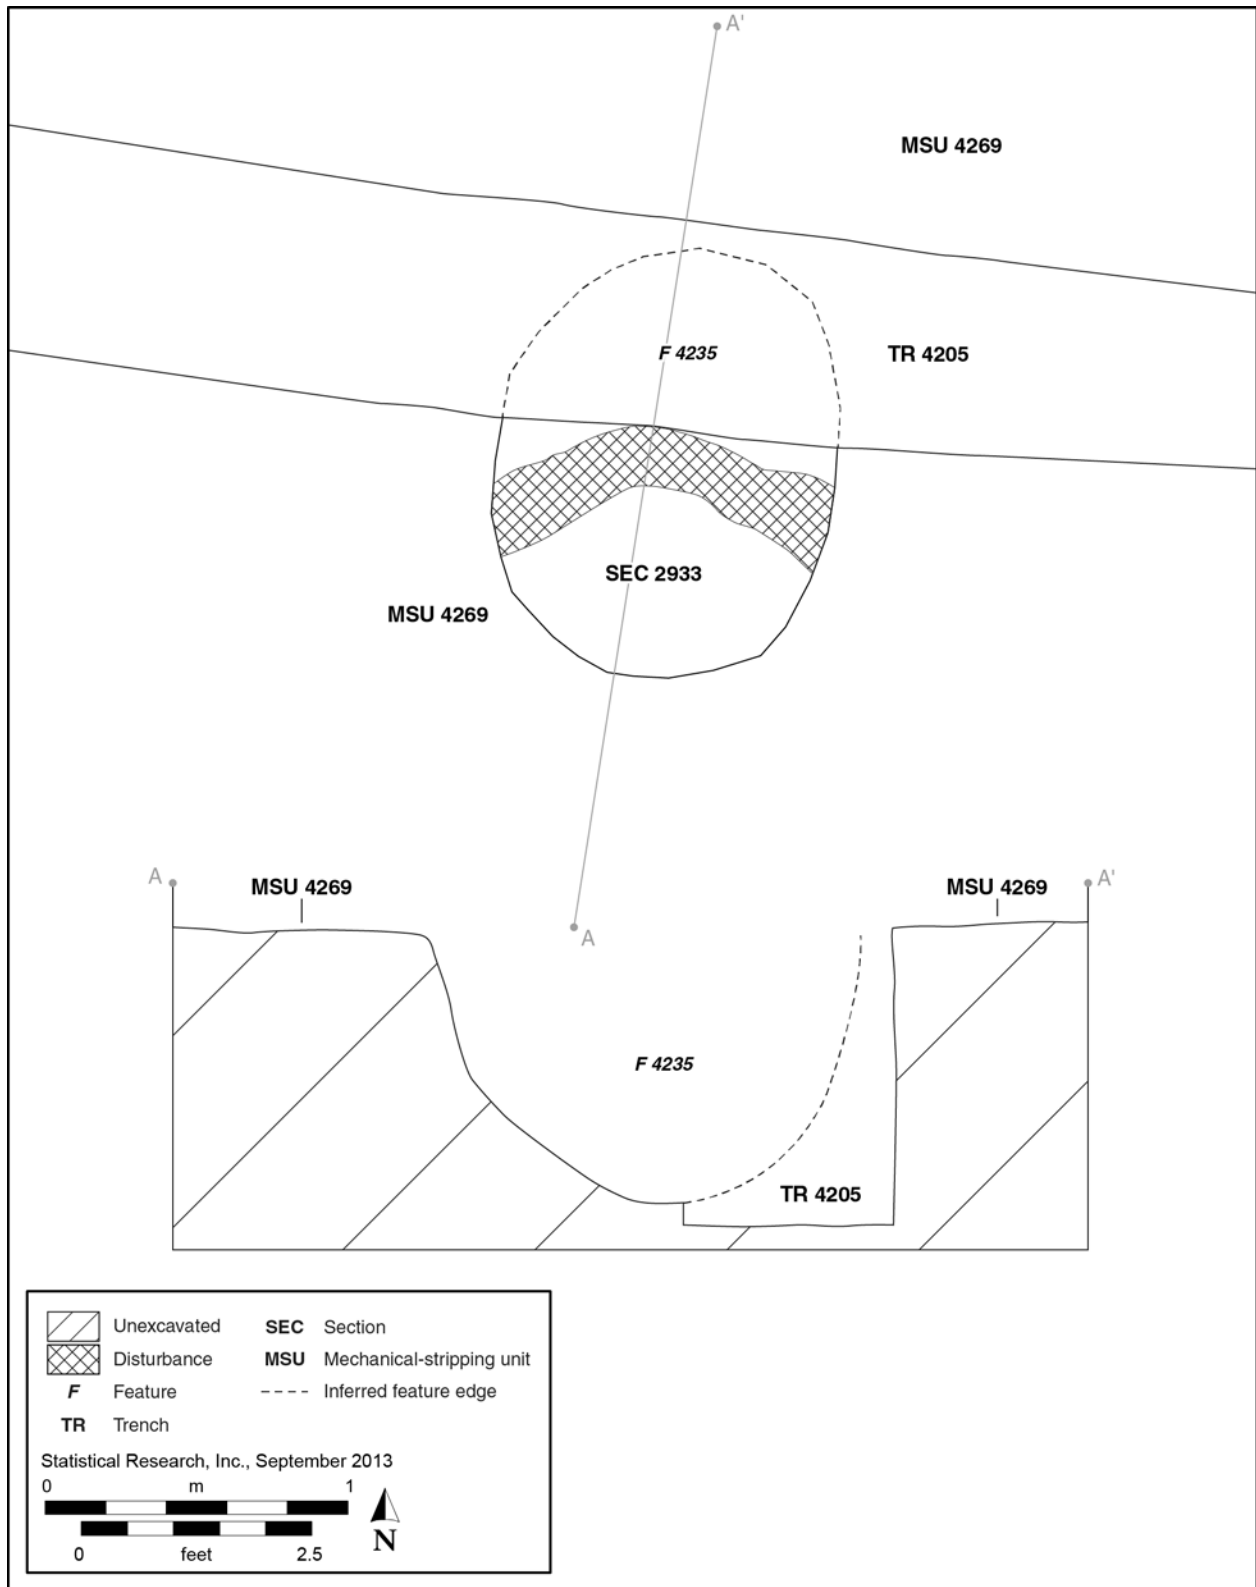 A'
MSU 4269
F 4235
TR 4205
SEC 2933
MSU 4269
A
MSU 4269
MSU 4269
A'
A
F 4235
TR 4205
Unexcavated
SEC Section
Disturbance
MSU Mechanical-stripping unit
F Feature
Inferred feature edge
TR Trench
Statistical Research, Inc., September 2013
0 m 1
N
0 feet 2.5